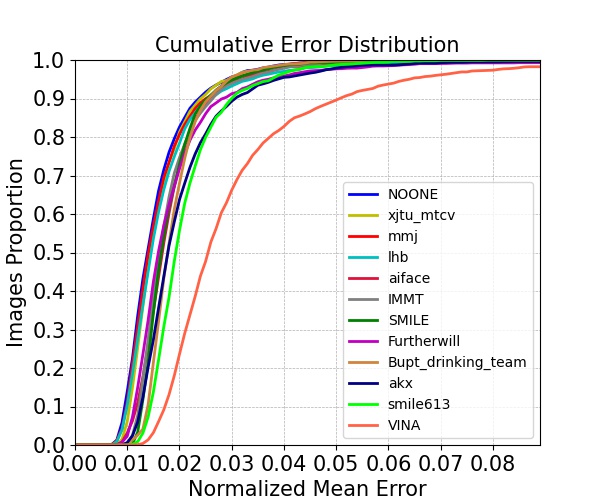 Cumulative Error Distribution
1.0
0.9
0.8
0.7
0.6
0.5
0.4
0.3
0.2
0.1
0.0
Images Proportion
NOONE
xjtu_mtcv
mmj
lhb
aiface
IMMT
SMILE
Furtherwill
Bupt_drinking_team
akx
smile613
VINA
0.00 0.01 0.02 0.03 0.04 0.05 0.06 0.07 0.08
Normalized Mean Error